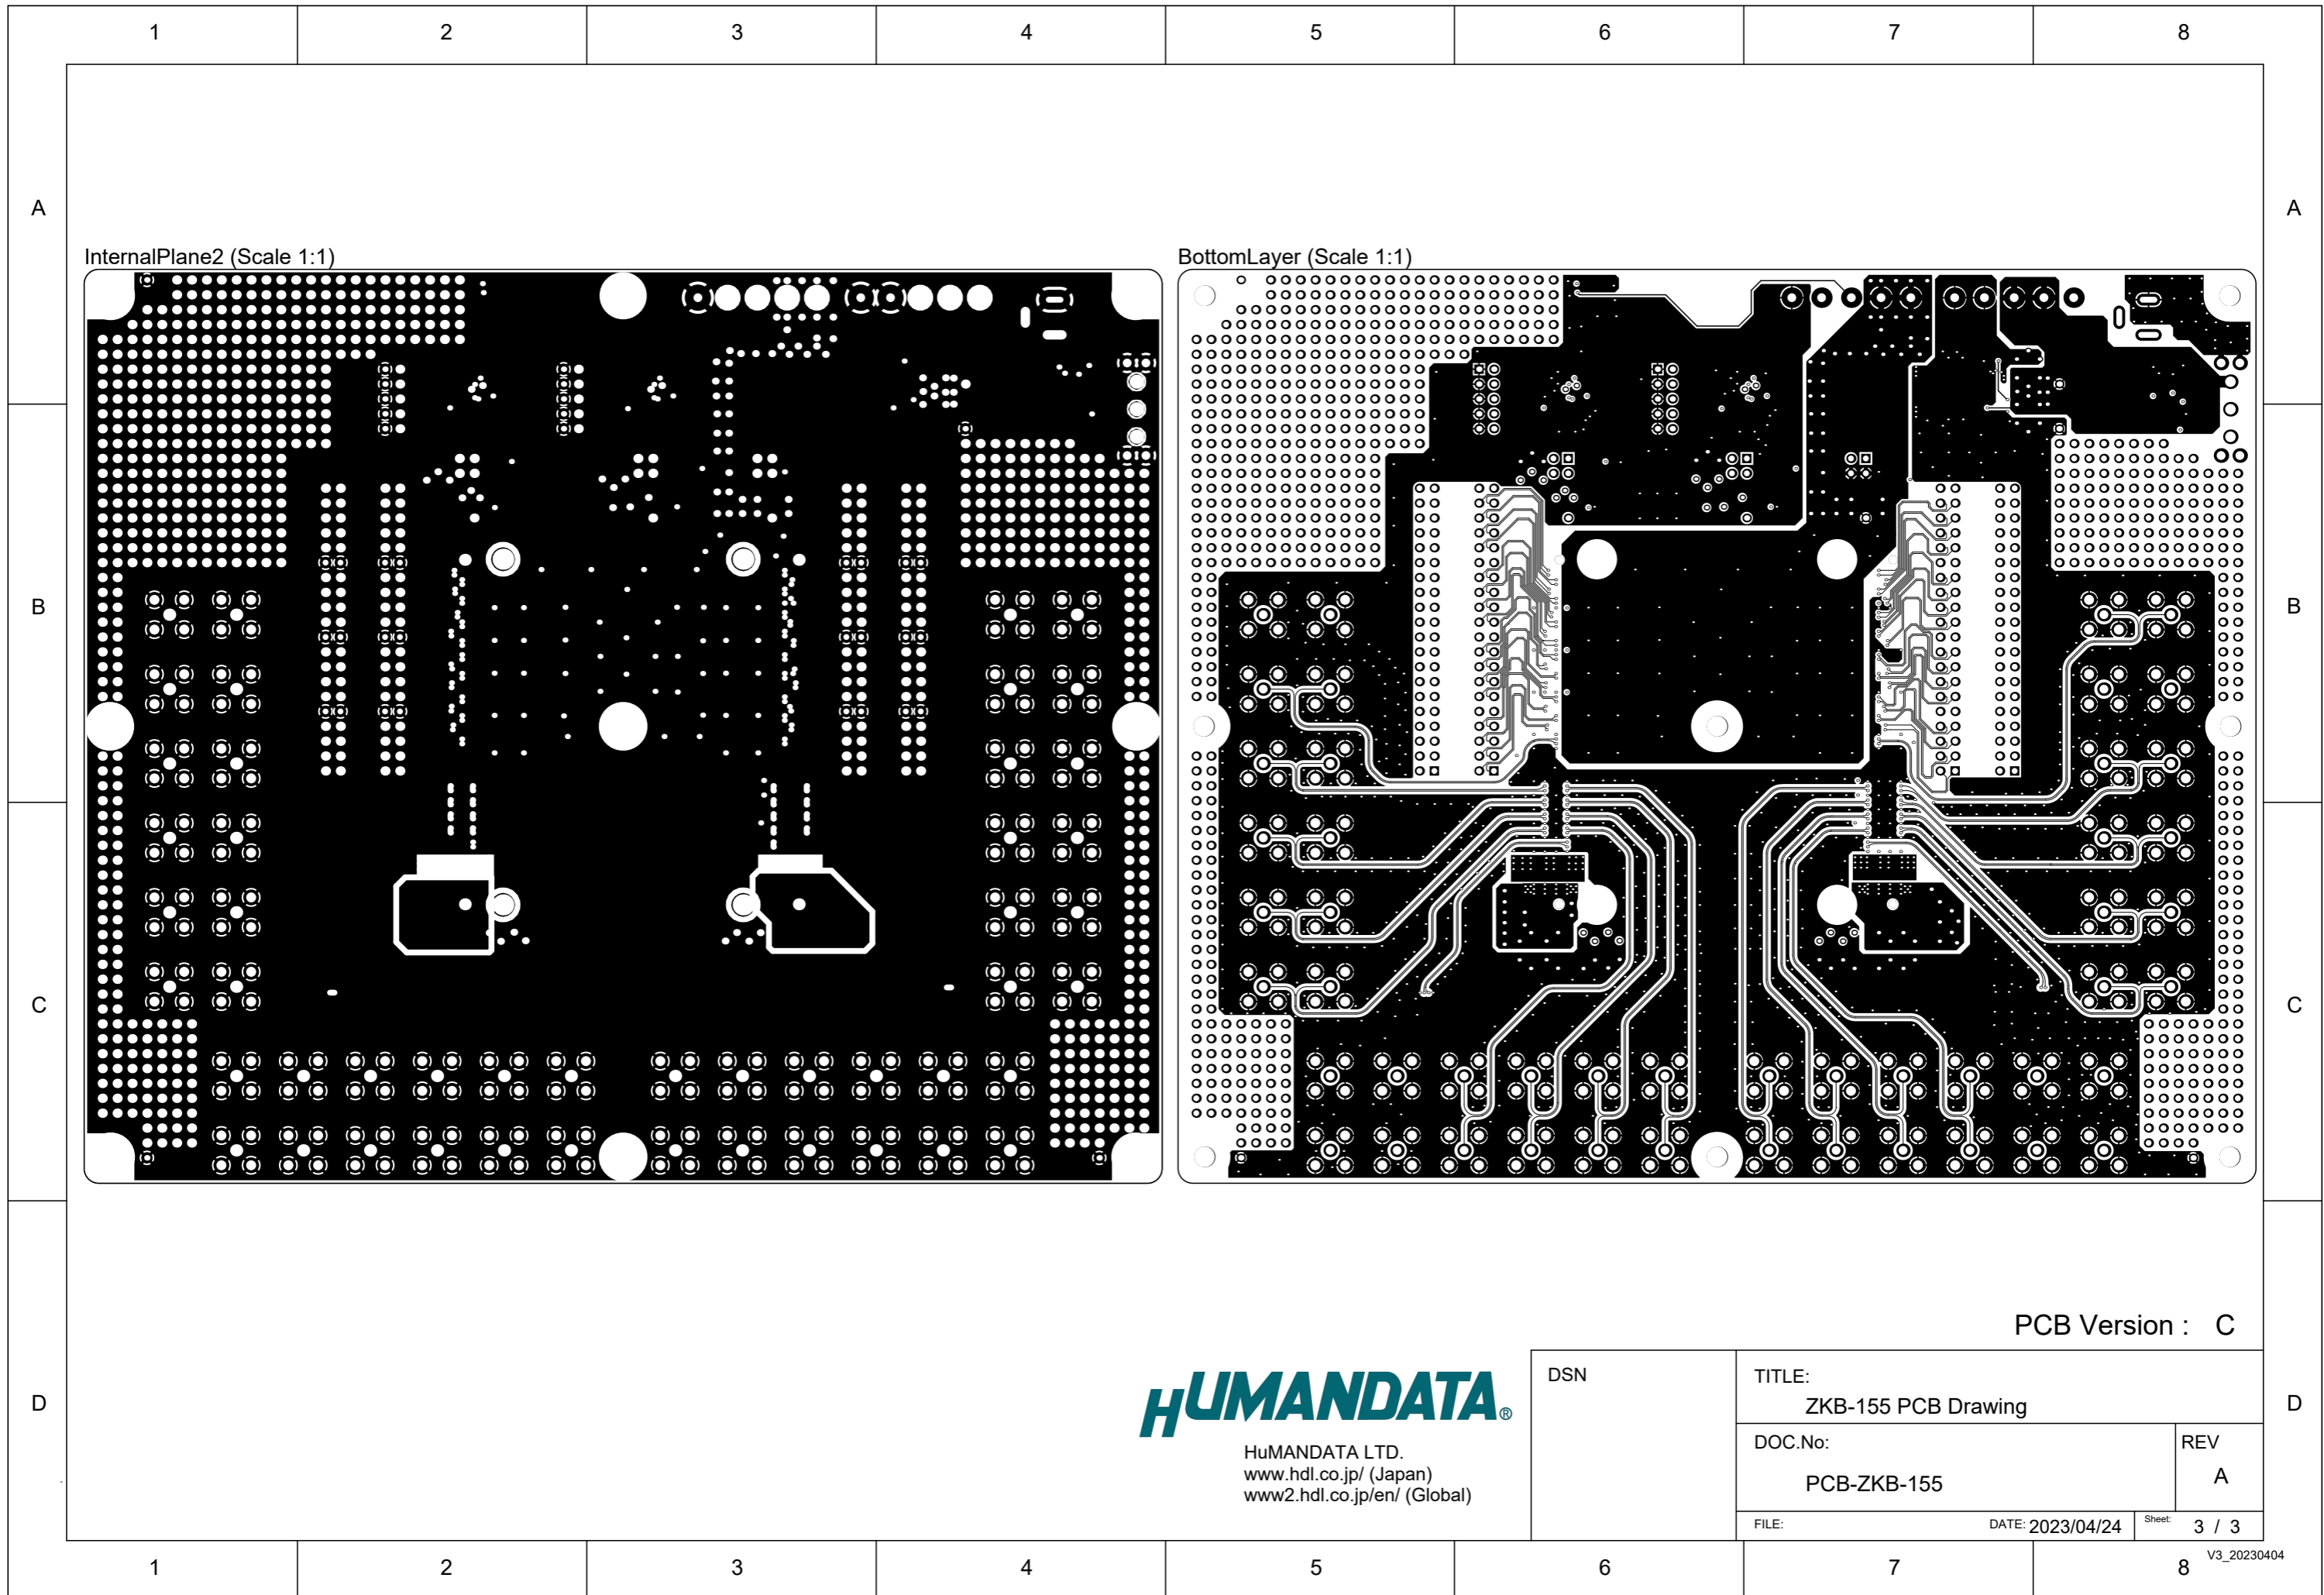 1 2 3 4 5 6 7 8
A A
InternalPlane2 (Scale 1:1) BottomLayer (Scale 1:1)
B B
C C
PCB Version : C
D D
HUMANDATA®
HuMANDATA LTD.
www.hdl.co.jp/ (Japan)
www2.hdl.co.jp/en/ (Global)
DSN
TITLE:
ZKB-155 PCB Drawing
DOC.No:
PCB-ZKB-155
REV
A
FILE:
DATE: 2023/04/24
Sheet: 3 / 3
V3_20230404
1 2 3 4 5 6 7 8